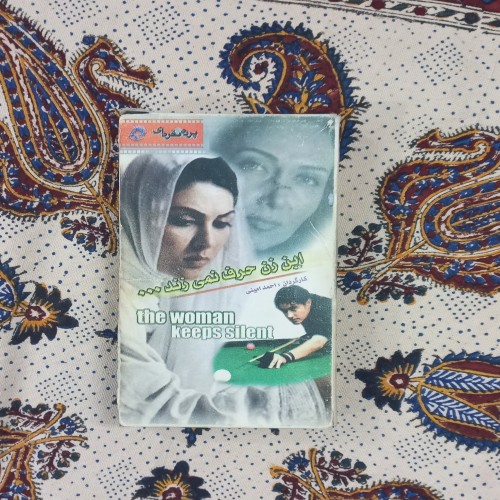 این زن حرف نمی زند ...
کارگردان : احمد امینی
the woman
keeps silent